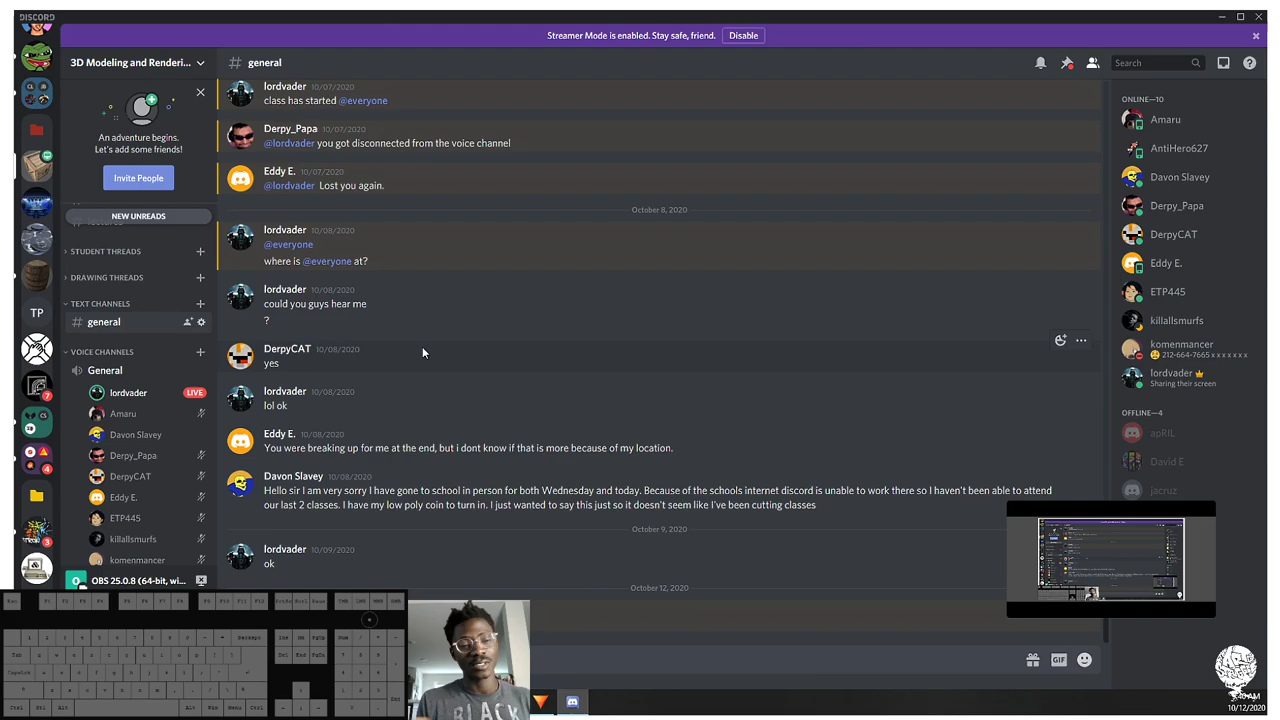 DISCORD
Streamer Mode is enabled. Stay safe, friend.
Disable
3D Modeling and Renderi...
# general
Search
An adventure begins.
Let's add some friends!
Invite People
NEW UNREADS
STUDENT THREADS
DRAWING THREADS
TEXT CHANNELS
# general
VOICE CHANNELS
General
lordvader LIVE
Amaru
Davon Slavey
Derpy_Papa
DerpyCAT
Eddy E.
ETP445
killallsmurfs
komenmancer
OBS 25.0.8 (64-bit, wi...
TP
CS
7
4
3
lordvader 10/07/2020
class has started @everyone
Derpy_Papa 10/07/2020
@lordvader you got disconnected from the voice channel
Eddy E. 10/07/2020
@lordvader Lost you again.
October 8, 2020
lordvader 10/08/2020
@everyone
where is @everyone at?
lordvader 10/08/2020
could you guys hear me
?
DerpyCAT 10/08/2020
yes
lordvader 10/08/2020
lol ok
Eddy E. 10/08/2020
You were breaking up for me at the end, but i dont know if that is more because of my location.
Davon Slavey 10/08/2020
Hello sir I am very sorry I have gone to school in person for both Wednesday and today. Because of the schools internet discord is unable to work there so I haven't been able to attend
our last 2 classes. I have my low poly coin to turn in. I just wanted to say this just so it doesn't seem like I've been cutting classes
October 9, 2020
lordvader 10/09/2020
ok
October 12, 2020
GIF
ONLINE—10
Amaru
AntiHero627
Davon Slavey
Derpy_Papa
DerpyCAT
Eddy E.
ETP445
killallsmurfs
komenmancer
212-664-7665 x x x x x x x
lordvader
Sharing their screen
OFFLINE—4
apRIL
David E
jacruz
BLACK
AM
10/12/2020